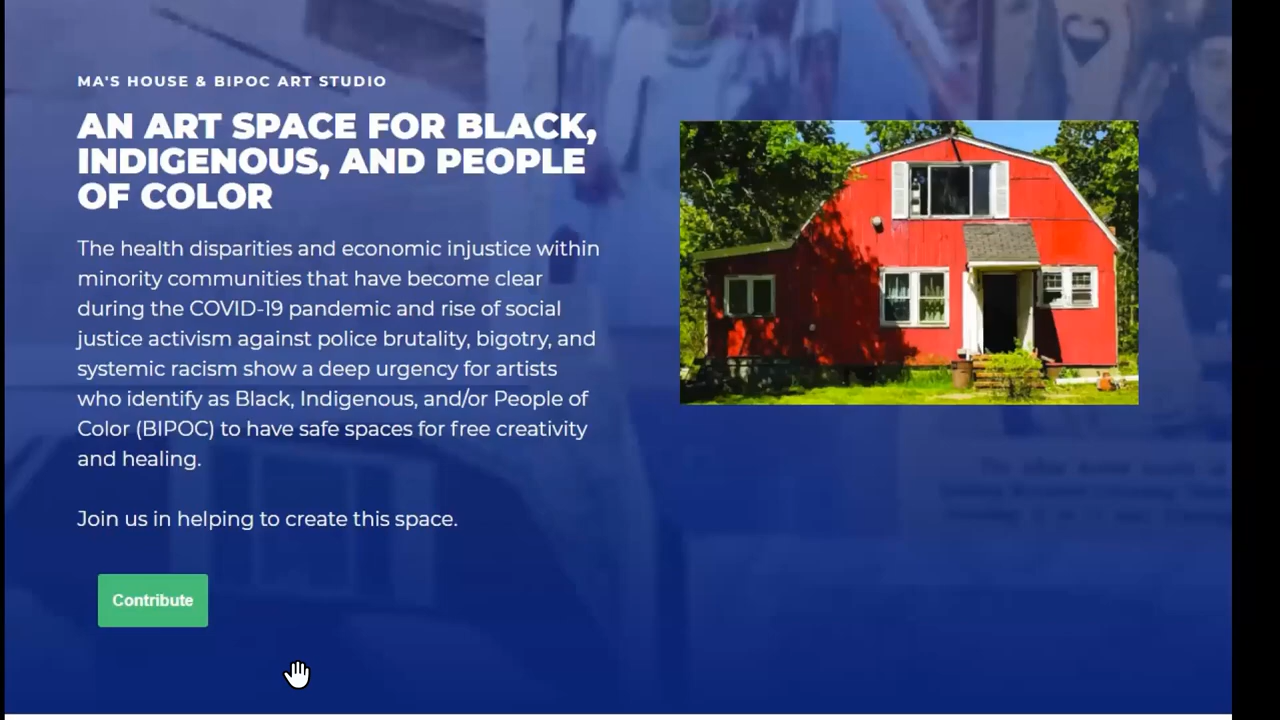 MA'S HOUSE & BIPOC ART STUDIO
AN ART SPACE FOR BLACK,
INDIGENOUS, AND PEOPLE
OF COLOR
The health disparities and economic injustice within
minority communities that have become clear
during the COVID-19 pandemic and rise of social
justice activism against police brutality, bigotry, and
systemic racism show a deep urgency for artists
who identify as Black, Indigenous, and/or People of
Color (BIPOC) to have safe spaces for free creativity
and healing.
Join us in helping to create this space.
Contribute